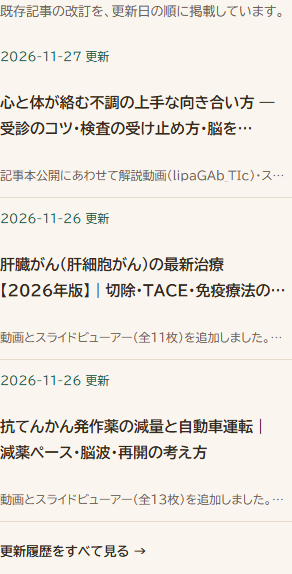 既存記事の改訂を、更新日の順に掲載しています。
2026-11-27 更新
心と体が絡む不調の上手な向き合い方 —
受診のコツ・検査の受け止め方・脳を…
記事本公開にあわせて解説動画（lipaGAb_TIc）・ス…
2026-11-26 更新
肝臓がん（肝細胞がん）の最新治療
【2026年版】｜切除・TACE・免疫療法の…
動画とスライドビューアー（全11枚）を追加しました。…
2026-11-26 更新
抗てんかん発作薬の減量と自動車運転｜
減薬ペース・脳波・再開の考え方
動画とスライドビューアー（全13枚）を追加しました。…
更新履歴をすべて見る →